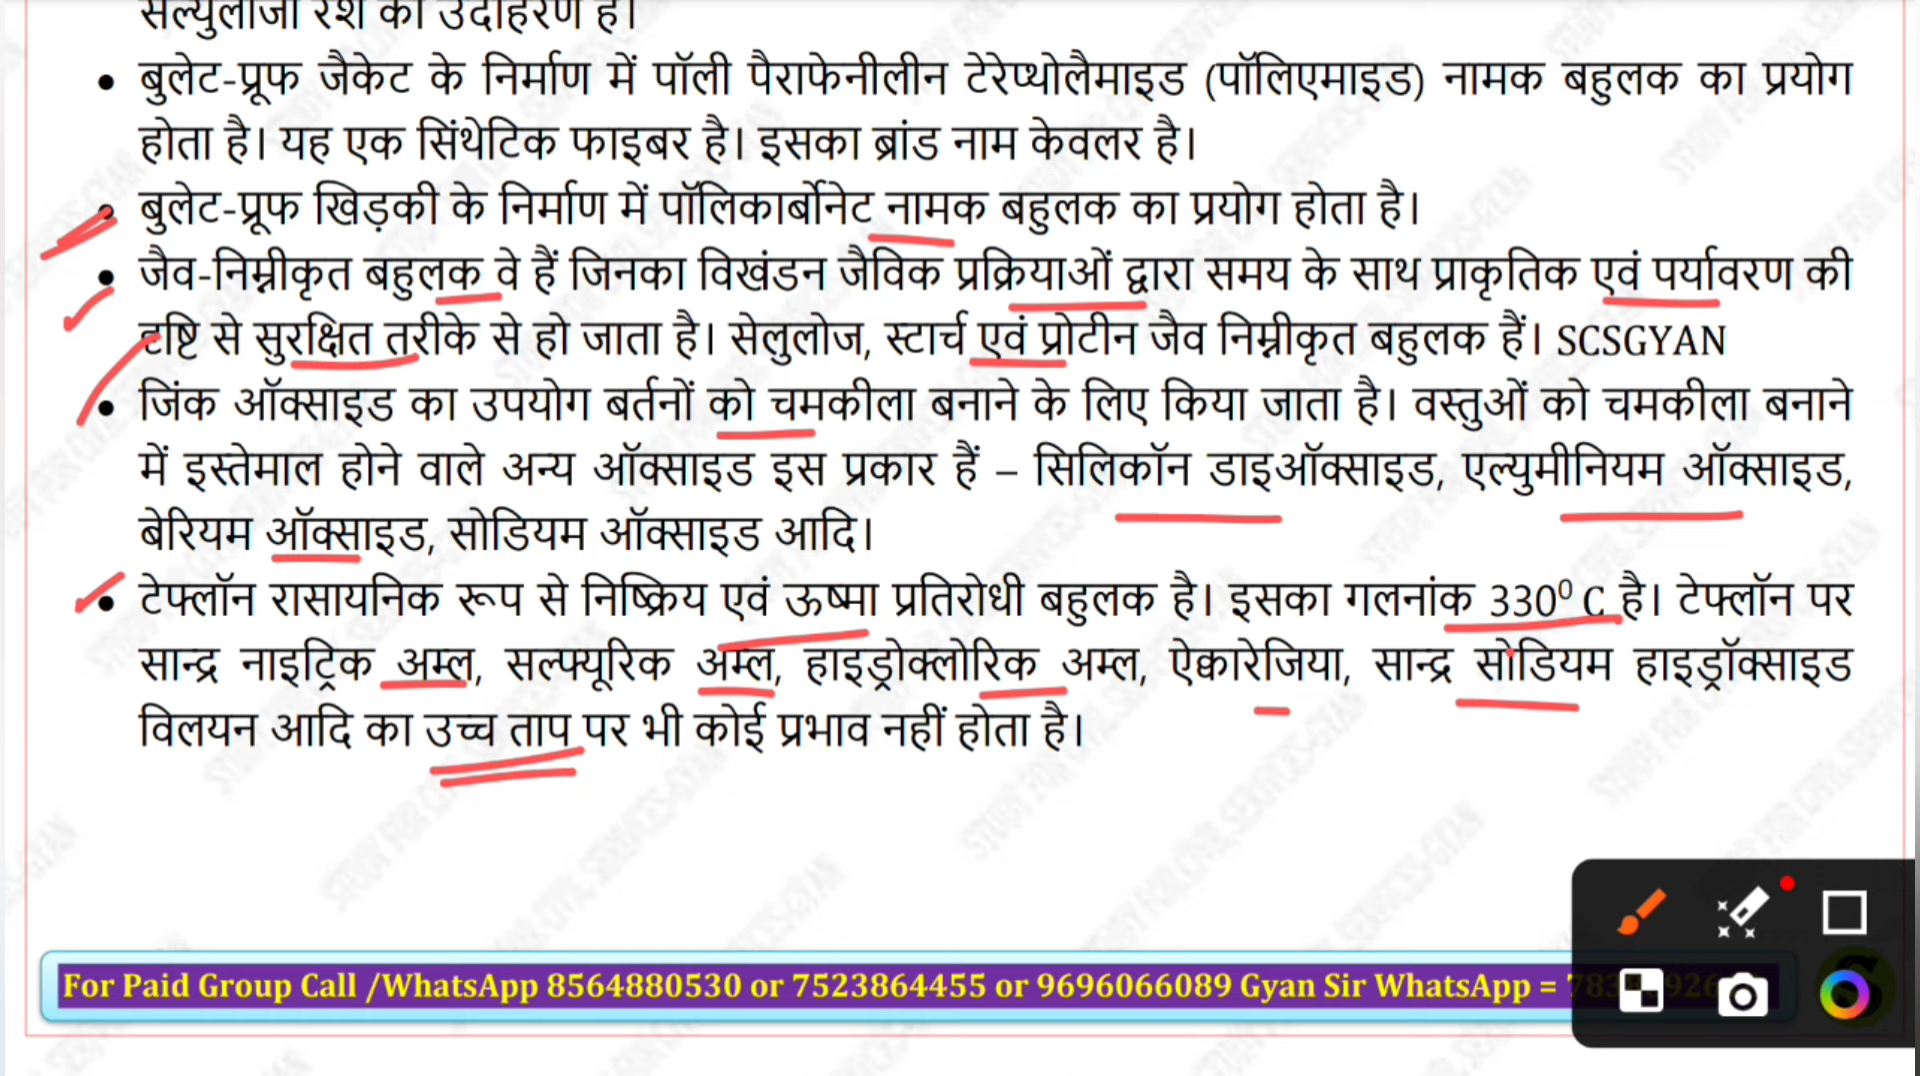 सेल्युलोजी रेशे का उदाहरण है।
• बुलेट-प्रूफ जैकेट के निर्माण में पॉली पैराफेनीलीन टेरेप्थोलैमाइड (पॉलिएमाइड) नामक बहुलक का प्रयोग
होता है। यह एक सिंथेटिक फाइबर है। इसका ब्रांड नाम केवलर है।
• बुलेट-प्रूफ खिड़की के निर्माण में पॉलिकार्बोनेट नामक बहुलक का प्रयोग होता है।
• जैव-निम्नीकृत बहुलक वे हैं जिनका विखंडन जैविक प्रक्रियाओं द्वारा समय के साथ प्राकृतिक एवं पर्यावरण की
दृष्टि से सुरक्षित तरीके से हो जाता है। सेलुलोज, स्टार्च एवं प्रोटीन जैव निम्नीकृत बहुलक हैं। SCSGYAN
• जिंक ऑक्साइड का उपयोग बर्तनों को चमकीला बनाने के लिए किया जाता है। वस्तुओं को चमकीला बनाने
में इस्तेमाल होने वाले अन्य ऑक्साइड इस प्रकार हैं – सिलिकॉन डाइऑक्साइड, एल्युमीनियम ऑक्साइड,
बेरियम ऑक्साइड, सोडियम ऑक्साइड आदि।
• टेफ्लॉन रासायनिक रूप से निष्क्रिय एवं ऊष्मा प्रतिरोधी बहुलक है। इसका गलनांक 330⁰ C है। टेफ्लॉन पर
सान्द्र नाइट्रिक अम्ल, सल्फ्यूरिक अम्ल, हाइड्रोक्लोरिक अम्ल, ऐक्वारेजिया, सान्द्र सोडियम हाइड्रॉक्साइड
विलयन आदि का उच्च ताप पर भी कोई प्रभाव नहीं होता है।
For Paid Group Call /WhatsApp 8564880530 or 7523864455 or 9696066089 Gyan Sir WhatsApp =